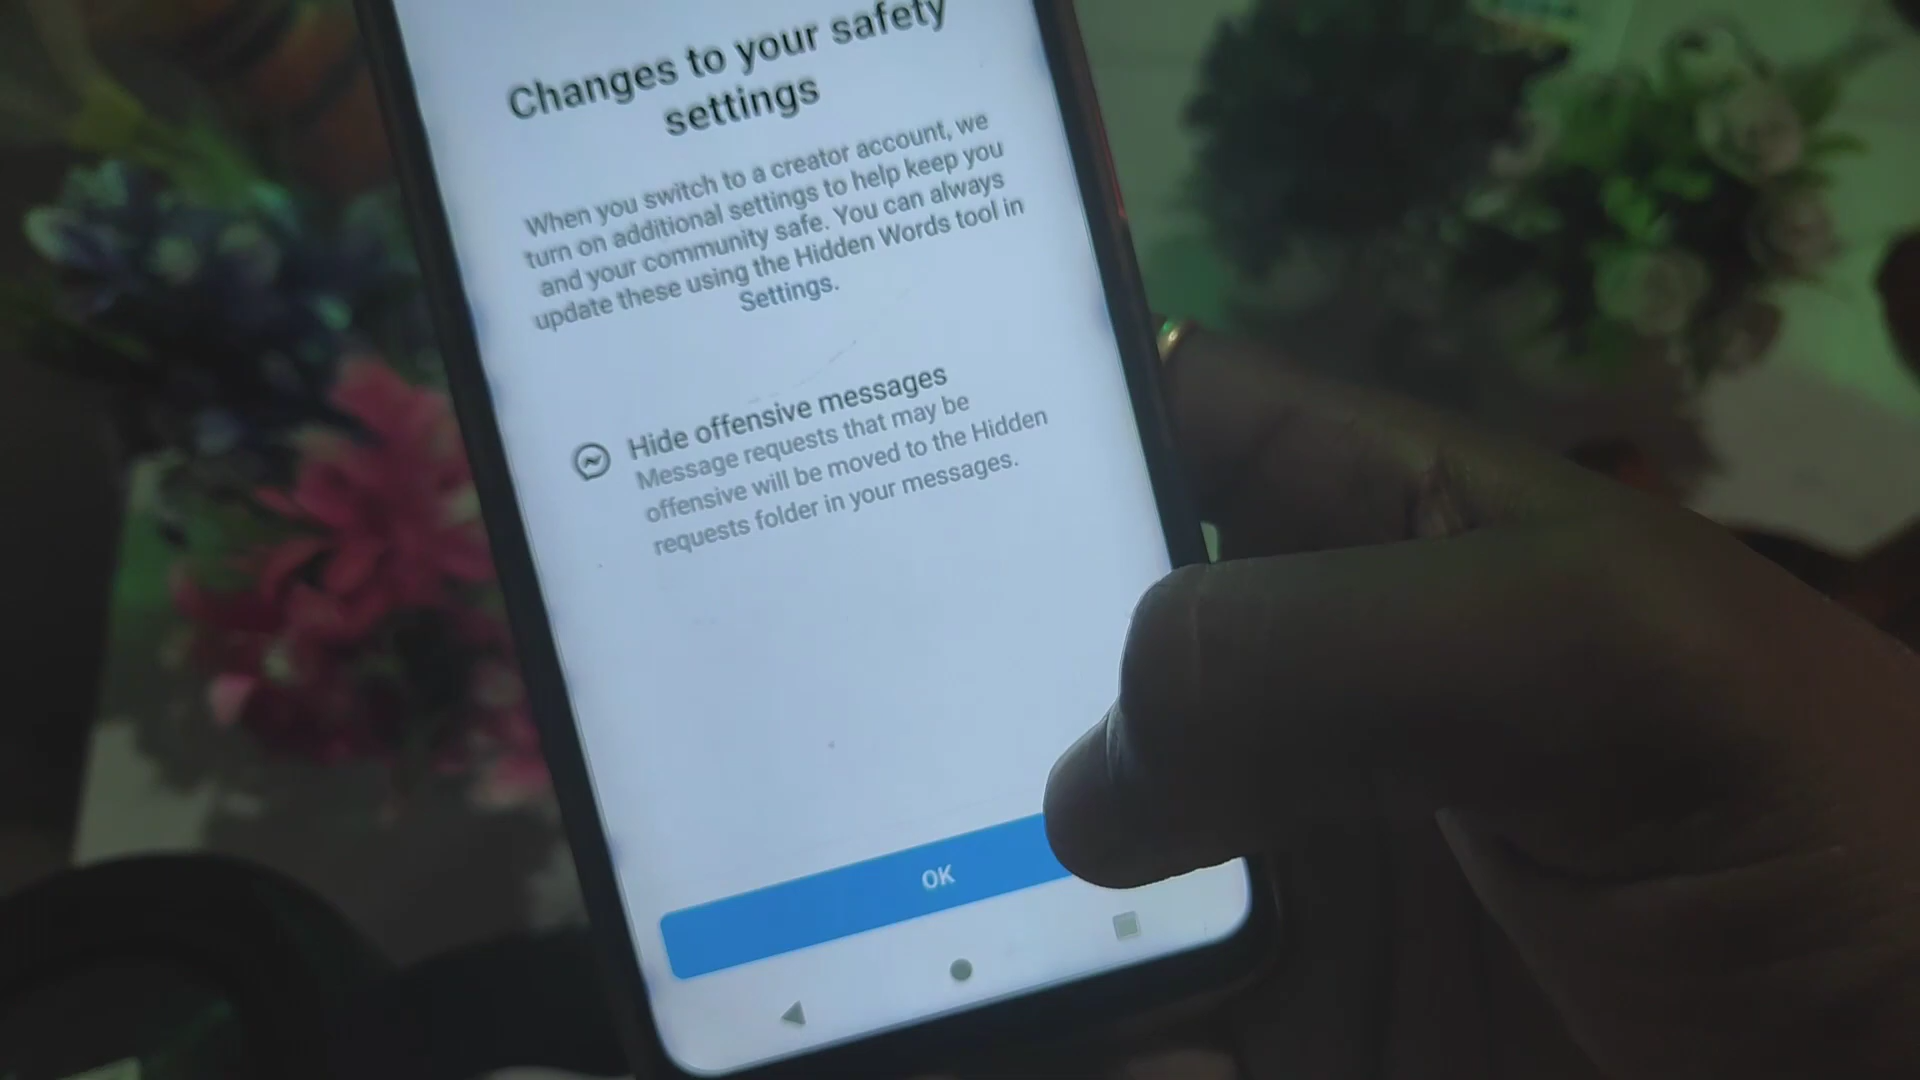 Changes to your safety
settings
When you switch to a creator account, we
turn on additional settings to help keep you
and your community safe. You can always
update these using the Hidden Words tool in
Settings.
Hide offensive messages
Message requests that may be
offensive will be moved to the Hidden
requests folder in your messages.
OK